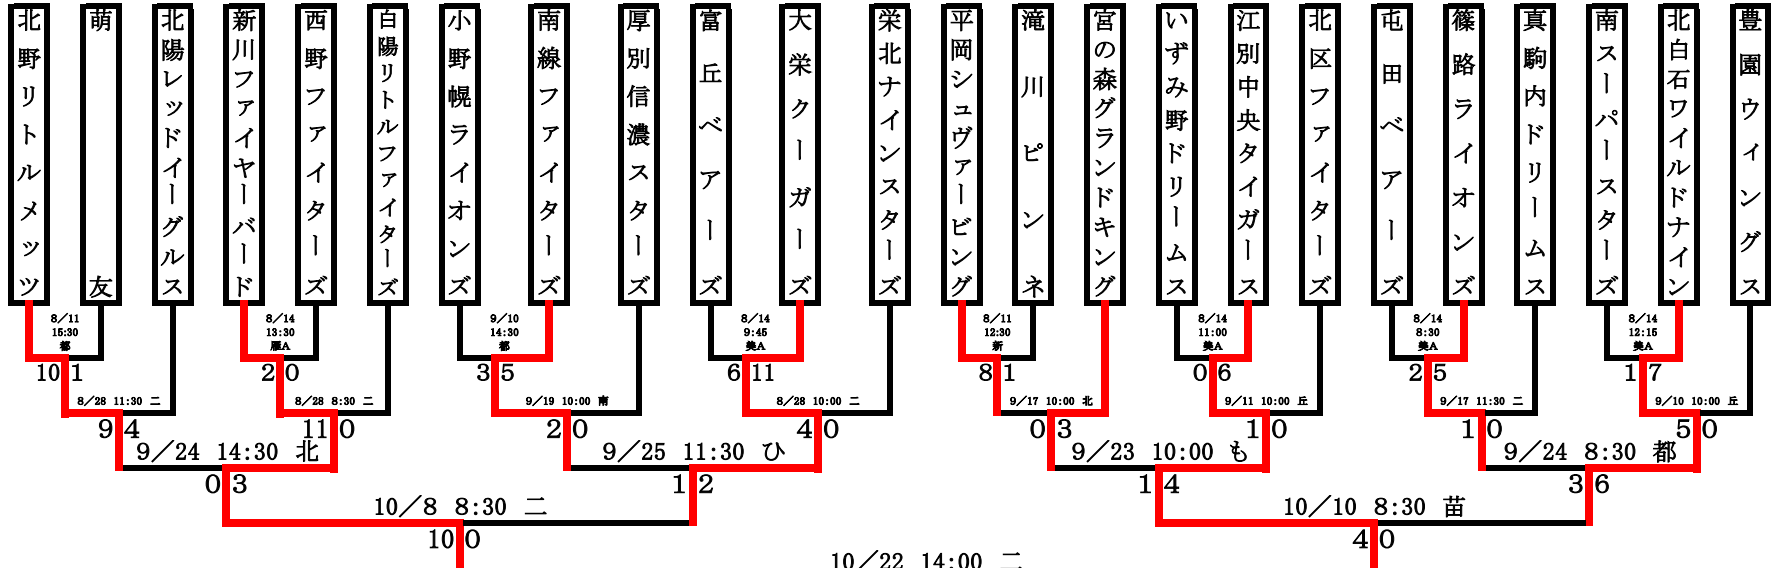 北野リトルメッツ
萌友
北陽レッドイーグルス
新川ファイヤーバード
西野ファイターズ
白陽リトルファイターズ
小野幌ライオンズ
南線ファイターズ
厚別信濃スターズ
富丘ベアーズ
大栄クーガーズ
栄北ナインスターズ
平岡シュヴァービング
滝川ピンネ
宮の森グランドキング
いずみ野ドリームス
江別中央タイガース
北区ファイターズ
屯田ベアーズ
篠路ライオンズ
真駒内ドリームス
南スーパースターズ
北白石ワイルドナイン
豊園ウィングス
8/11 15:30 都
8/14 13:30 雁A
9/10 14:30 都
8/14 9:45 美A
8/11 12:30 新
8/14 11:00 美A
8/14 8:30 美A
8/14 12:15 美A
10 1
2 0
3 5
6 11
8 1
0 6
2 5
1 7
8/28 11:30 二
8/28 8:30 二
9/19 10:00 南
8/28 10:00 二
9/17 10:00 北
9/11 10:00 丘
9/17 11:30 二
9/10 10:00 丘
9 4
11 0
2 0
4 0
0 3
1 0
1 0
5 0
9/24 14:30 北
9/25 11:30 ひ
9/23 10:00 も
9/24 8:30 都
0 3
1 2
1 4
3 6
10/8 8:30 二
10/10 8:30 苗
10 0
4 0
10/22 14:00 二